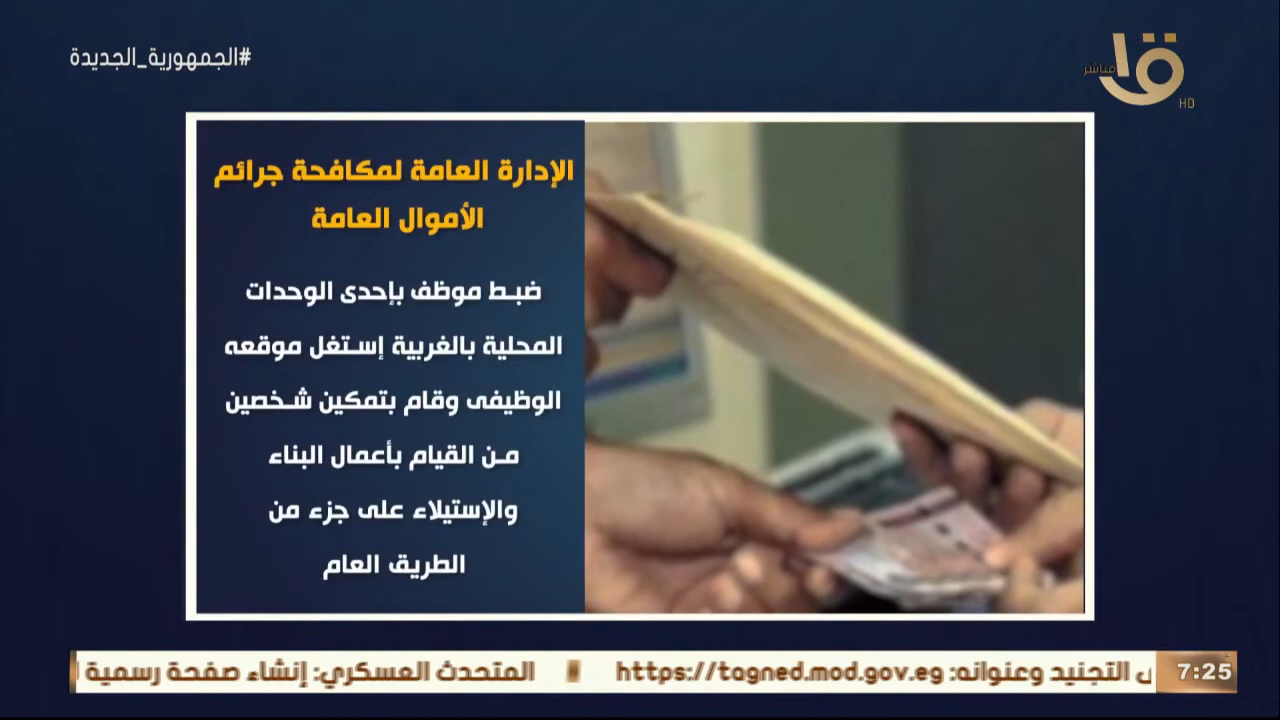 #الجمهورية_الجديدة
مباشر
HD
الإدارة العامة لمكافحة جرائم
الأموال العامة
ضبط موظف بإحدى الوحدات
المحلية بالغربية إستغل موقعه
الوظيفى وقام بتمكين شخصين
من القيام بأعمال البناء
والإستيلاء على جزء من
الطريق العام
التجنيد وعنوانه: https://tagned.mod.gov.eg
المتحدث العسكري: إنشاء صفحة رسمية
7:25